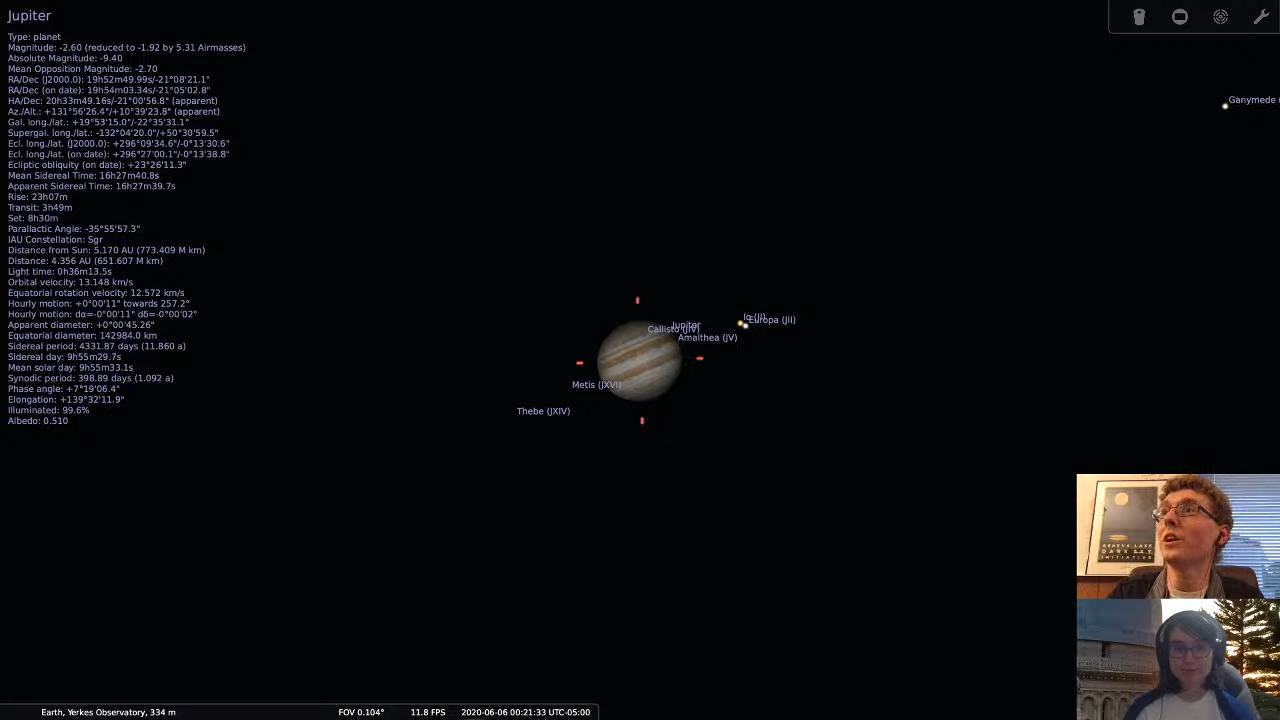 Jupiter
Type: planet
Magnitude: -2.60 (reduced to -1.92 by 5.31 Airmasses)
Absolute Magnitude: -9.40
Mean Opposition Magnitude: -2.70
RA/Dec (J2000.0): 19h52m49.99s/-21°08'21.1"
RA/Dec (on date): 19h54m03.34s/-21°05'02.8"
HA/Dec: 20h33m49.16s/-21°00'56.8" (apparent)
Az./Alt.: +131°56'26.4"/+10°39'23.8" (apparent)
Gal. long./lat.: +19°53'15.0"/-22°35'31.1"
Supergal. long./lat.: -132°04'20.0"/+50°30'59.5"
Ecl. long./lat. (J2000.0): +296°09'34.6"/-0°13'30.6"
Ecl. long./lat. (on date): +296°27'00.1"/-0°13'38.8"
Ecliptic obliquity (on date): +23°26'11.3"
Mean Sidereal Time: 16h27m40.8s
Apparent Sidereal Time: 16h27m39.7s
Rise: 23h07m
Transit: 3h49m
Set: 8h30m
Parallactic Angle: -35°55'57.3"
IAU Constellation: Sgr
Distance from Sun: 5.170 AU (773.409 M km)
Distance: 4.356 AU (651.607 M km)
Light time: 0h36m13.5s
Orbital velocity: 13.148 km/s
Equatorial rotation velocity: 12.572 km/s
Hourly motion: +0°00'11" towards 257.2°
Hourly motion: dα=-0°00'11" dδ=-0°00'02"
Apparent diameter: +0°00'45.26"
Equatorial diameter: 142984.0 km
Sidereal period: 4331.87 days (11.860 a)
Sidereal day: 9h55m29.7s
Mean solar day: 9h55m33.1s
Synodic period: 398.89 days (1.092 a)
Phase angle: +7°19'06.4"
Elongation: +139°32'11.9"
Illuminated: 99.6%
Albedo: 0.510
Ganymede
Io (JI)
Europa (JII)
Jupiter
Callisto (JIV)
Amalthea (JV)
Metis (JXVI)
Thebe (JXIV)
GENEVA LAKE
DARK SKY
INITIATIVE
Earth, Yerkes Observatory, 334 m
FOV 0.104°
11.8 FPS
2020-06-06 00:21:33 UTC-05:00